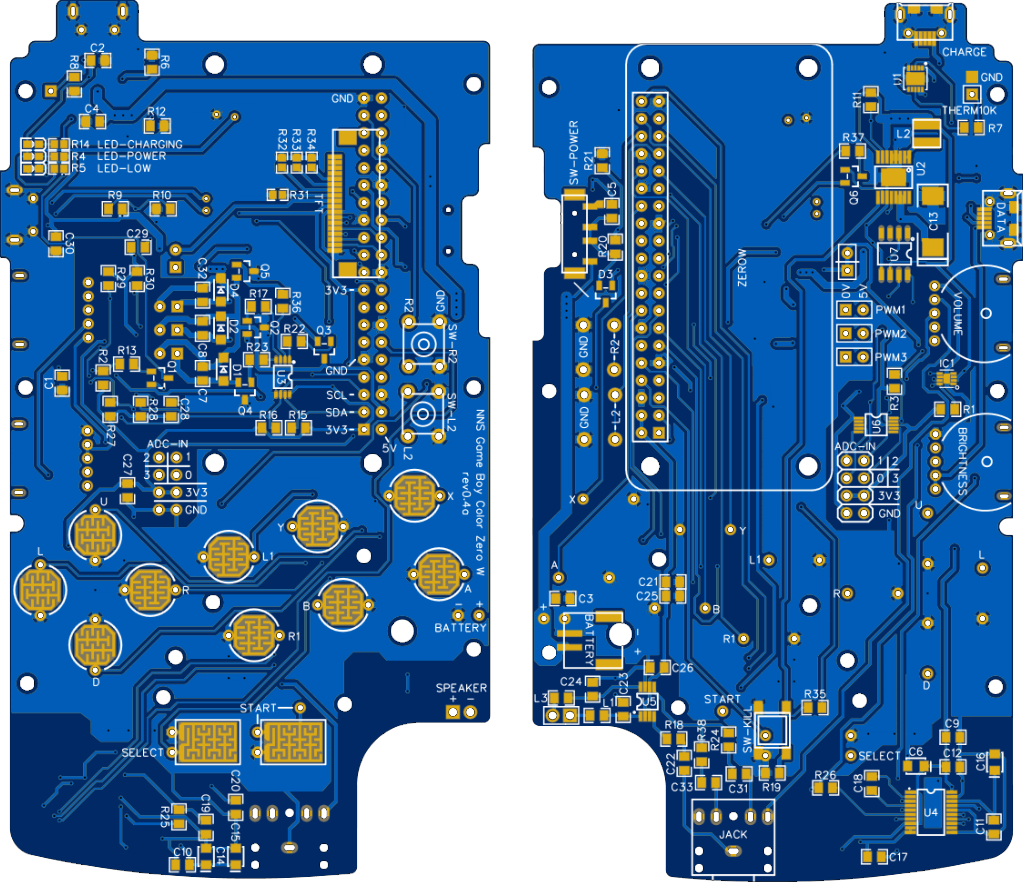 C2
R8
R6
C4
R12
GND
R14 LED-CHARGING
R4 LED-POWER
R5 LED-LOW
R32
R33
R34
R31
TFT
R9
R10
C30
C29
R29
R30
C32
D4
Q5
R17
R36
3V3
R2
GND
SW-R2
D2
Q2
R22
Q3
C8
R23
R13
GND
D1
U3
C7
Q4
SCL
SDA
3V3
5V
L2
SW-L2
R27
R28
C28
R16
R15
ADC-IN
2 1
3 0
3V3
GND
C27
NNS Game Boy Color Zero W
rev0.4a
U
X
Y
L1
L
R
A
B
R1
D
BATTERY
- +
SPEAKER
+ -
START
SELECT
C20
R25
C19
C15
C10
C14
CHARGE
U1
GND
THERM10K
R11
R7
L2
R37
U2
Q6
SW-POWER
R21
C5
R20
D3
ZEROW
C13
DATA
U7
0V
5V
PWM1
PWM2
PWM3
VOLUME
IC1
R3
R1
U6
GND
R2
GND
L2
ADC-IN
1 2
0 3
3V3
GND
BRIGHTNESS
X
Y
U
L1
L
A
C21
C25
C3
B
R
R1
BATTERY
+
-
D
C26
C24
C23
L3
L1
U5
START
SW-KILL
R35
R18
R38
R24
C22
C33
C31
R19
SELECT
R26
C18
C9
C6
C12
C16
U4
C11
C17
JACK